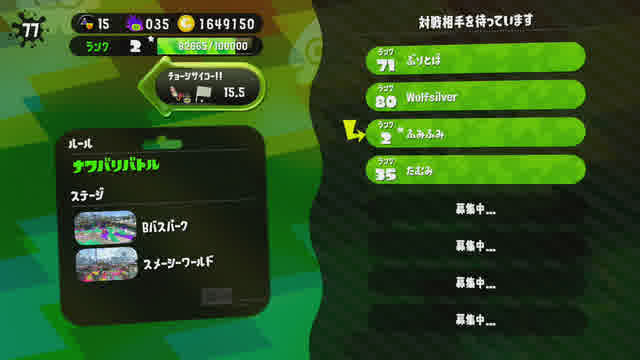 77
15
035
1649150
ランク
2★
82665/100000
チョーシサイコー!!
15.5
ルール
ナワバリバトル
ステージ
Bバスパーク
スメーシーワールド
対戦相手を待っています
ランク
71
ぷりとば
ランク
80
Wolfsilver
ランク
2★
ふみふみ
ランク
35
たむみ
募集中...
募集中...
募集中...
募集中...